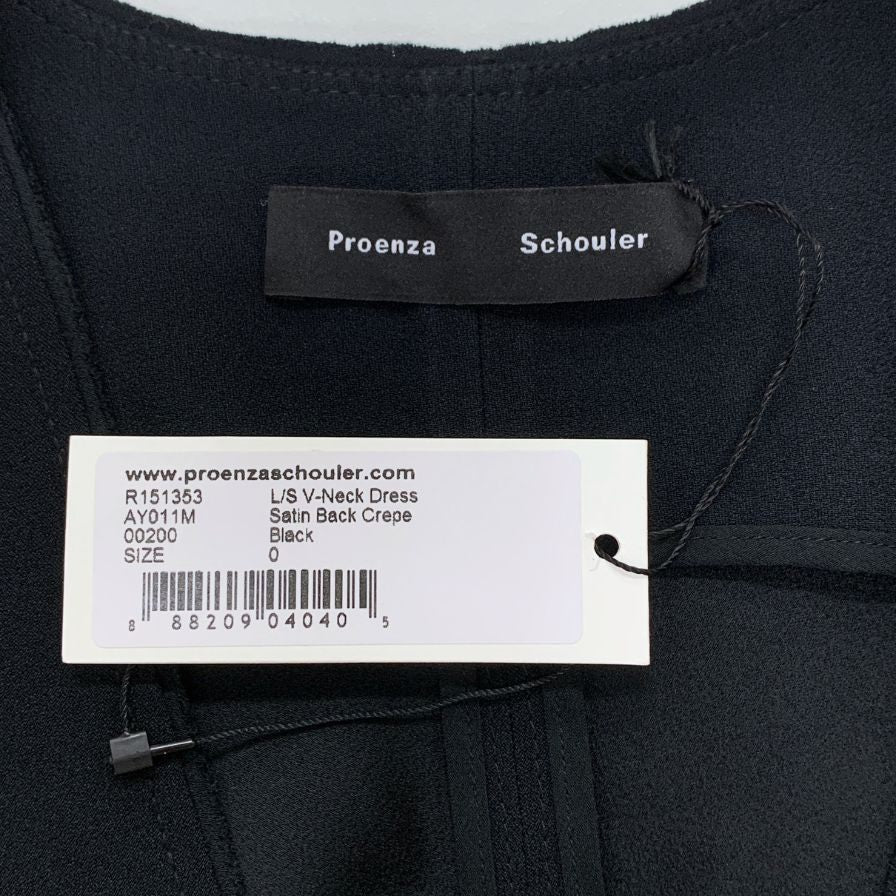 Proenza Schouler
www.proenzaschouler.com
R151353 L/S V-Neck Dress
AY011M Satin Back Crepe
00200 Black
SIZE 0
8 88209 04040 5